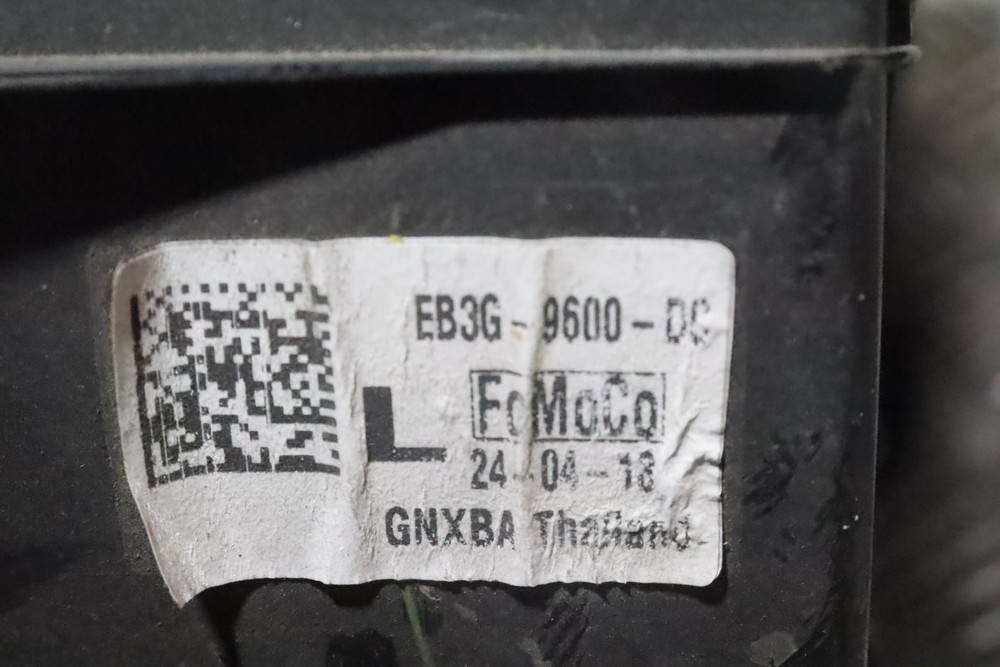 EB3G - 9600 - DC
FoMoCo
L
24 - 04 - 18
GNXBA Thailand